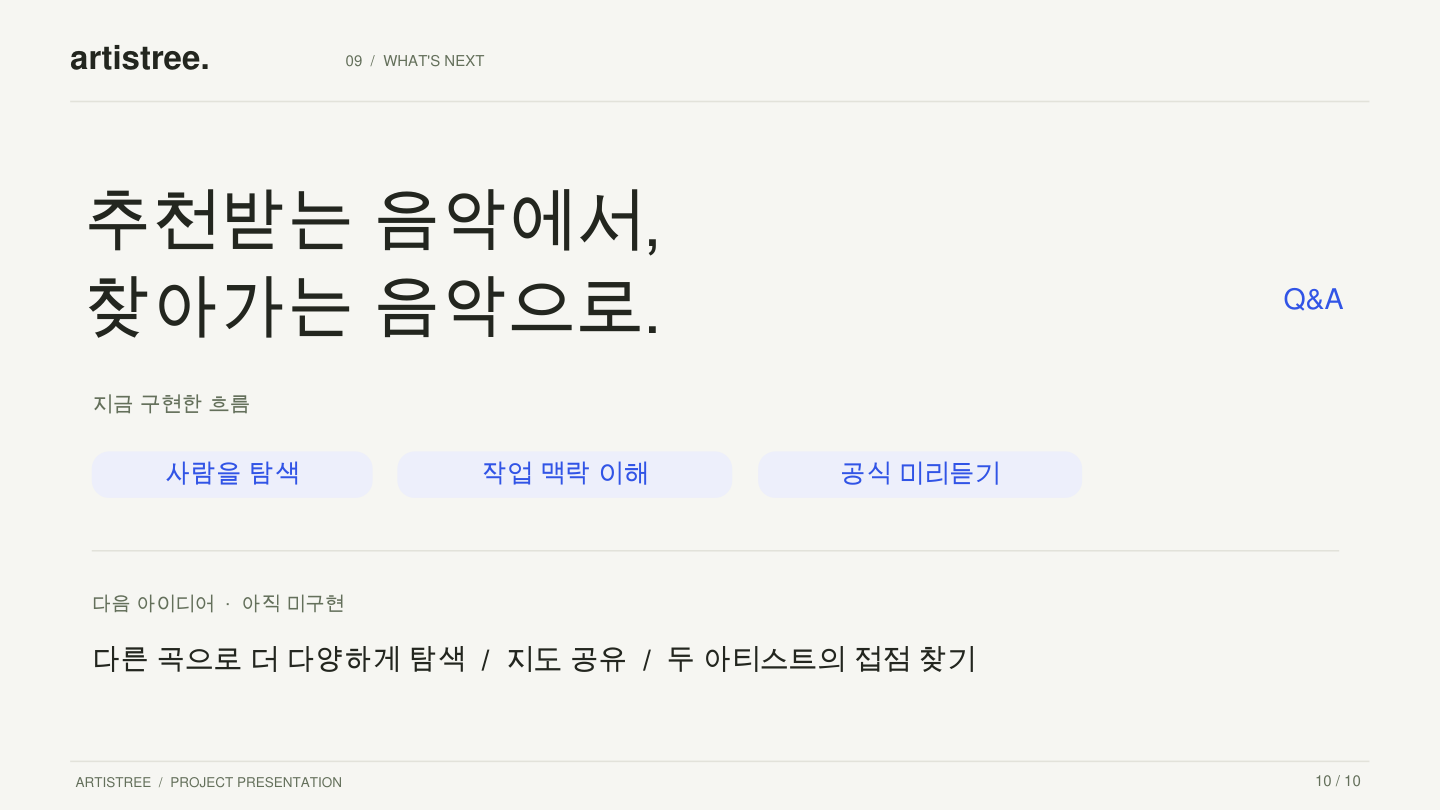 artistree.
09 / WHAT'S NEXT
추천받는 음악에서,
찾아가는 음악으로.
Q&A
지금 구현한 흐름
사람을 탐색
작업 맥락 이해
공식 미리듣기
다음 아이디어 · 아직 미구현
다른 곡으로 더 다양하게 탐색 / 지도 공유 / 두 아티스트의 접점 찾기
ARTISTREE / PROJECT PRESENTATION
10 / 10